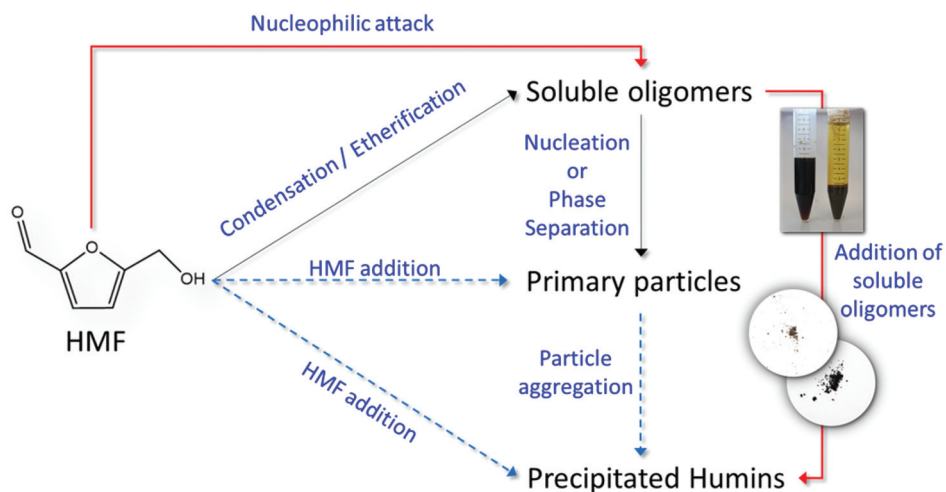 Nucleophilic attack
Condensation / Etherification
Soluble oligomers
Nucleation
or
Phase
Separation
O
O
OH
HMF
HMF addition
Primary particles
Addition of
soluble
oligomers
HMF addition
Particle
aggregation
Precipitated Humins